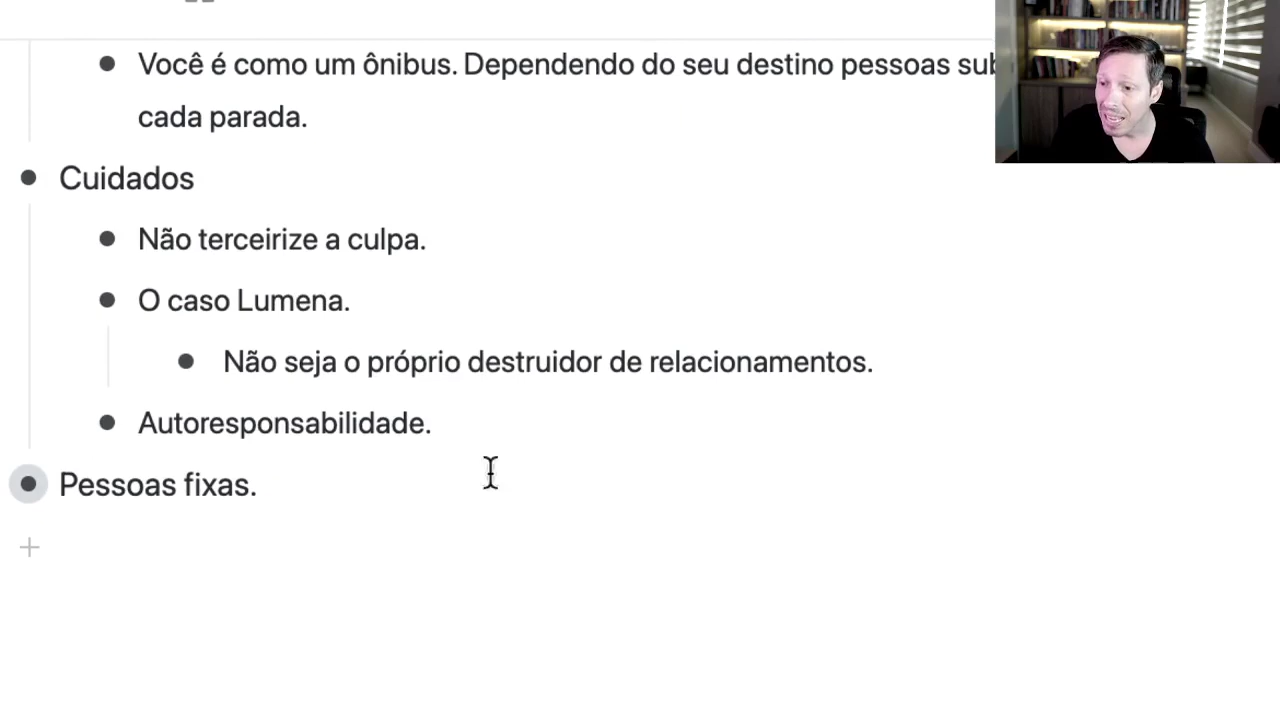 Você é como um ônibus. Dependendo do seu destino pessoas
cada parada.
Cuidados
Não terceirize a culpa.
O caso Lumena.
Não seja o próprio destruidor de relacionamentos.
Autoresponsabilidade.
Pessoas fixas.